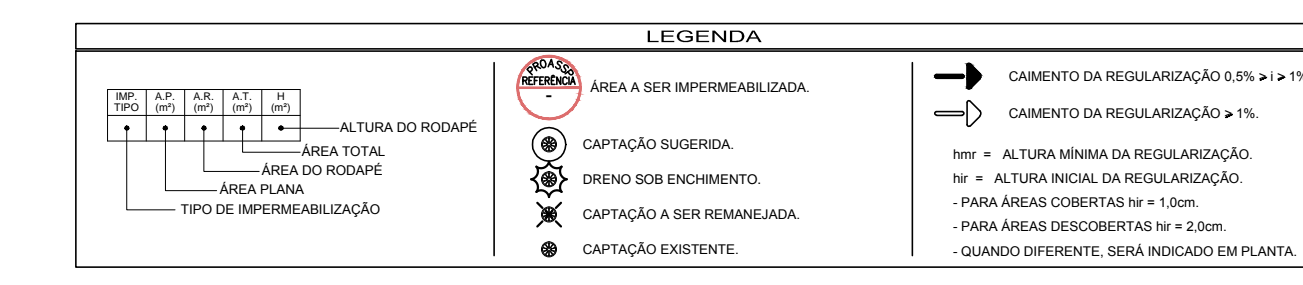 LEGENDA
IMP. TIPO
A.P. (m²)
A.R. (m²)
A.T. (m²)
H (m²)
ALTURA DO RODAPÉ
ÁREA TOTAL
ÁREA DO RODAPÉ
ÁREA PLANA
TIPO DE IMPERMEABILIZAÇÃO
PROASSP
REFERÊNCIA
-
ÁREA A SER IMPERMEABILIZADA.
CAPTAÇÃO SUGERIDA.
DRENO SOB ENCHIMENTO.
CAPTAÇÃO A SER REMANEJADA.
CAPTAÇÃO EXISTENTE.
CAIMENTO DA REGULARIZAÇÃO 0,5% > i > 1%
CAIMENTO DA REGULARIZAÇÃO > 1%.
hmr = ALTURA MÍNIMA DA REGULARIZAÇÃO.
hir = ALTURA INICIAL DA REGULARIZAÇÃO.
- PARA ÁREAS COBERTAS hir = 1,0cm.
- PARA ÁREAS DESCOBERTAS hir = 2,0cm.
- QUANDO DIFERENTE, SERÁ INDICADO EM PLANTA.